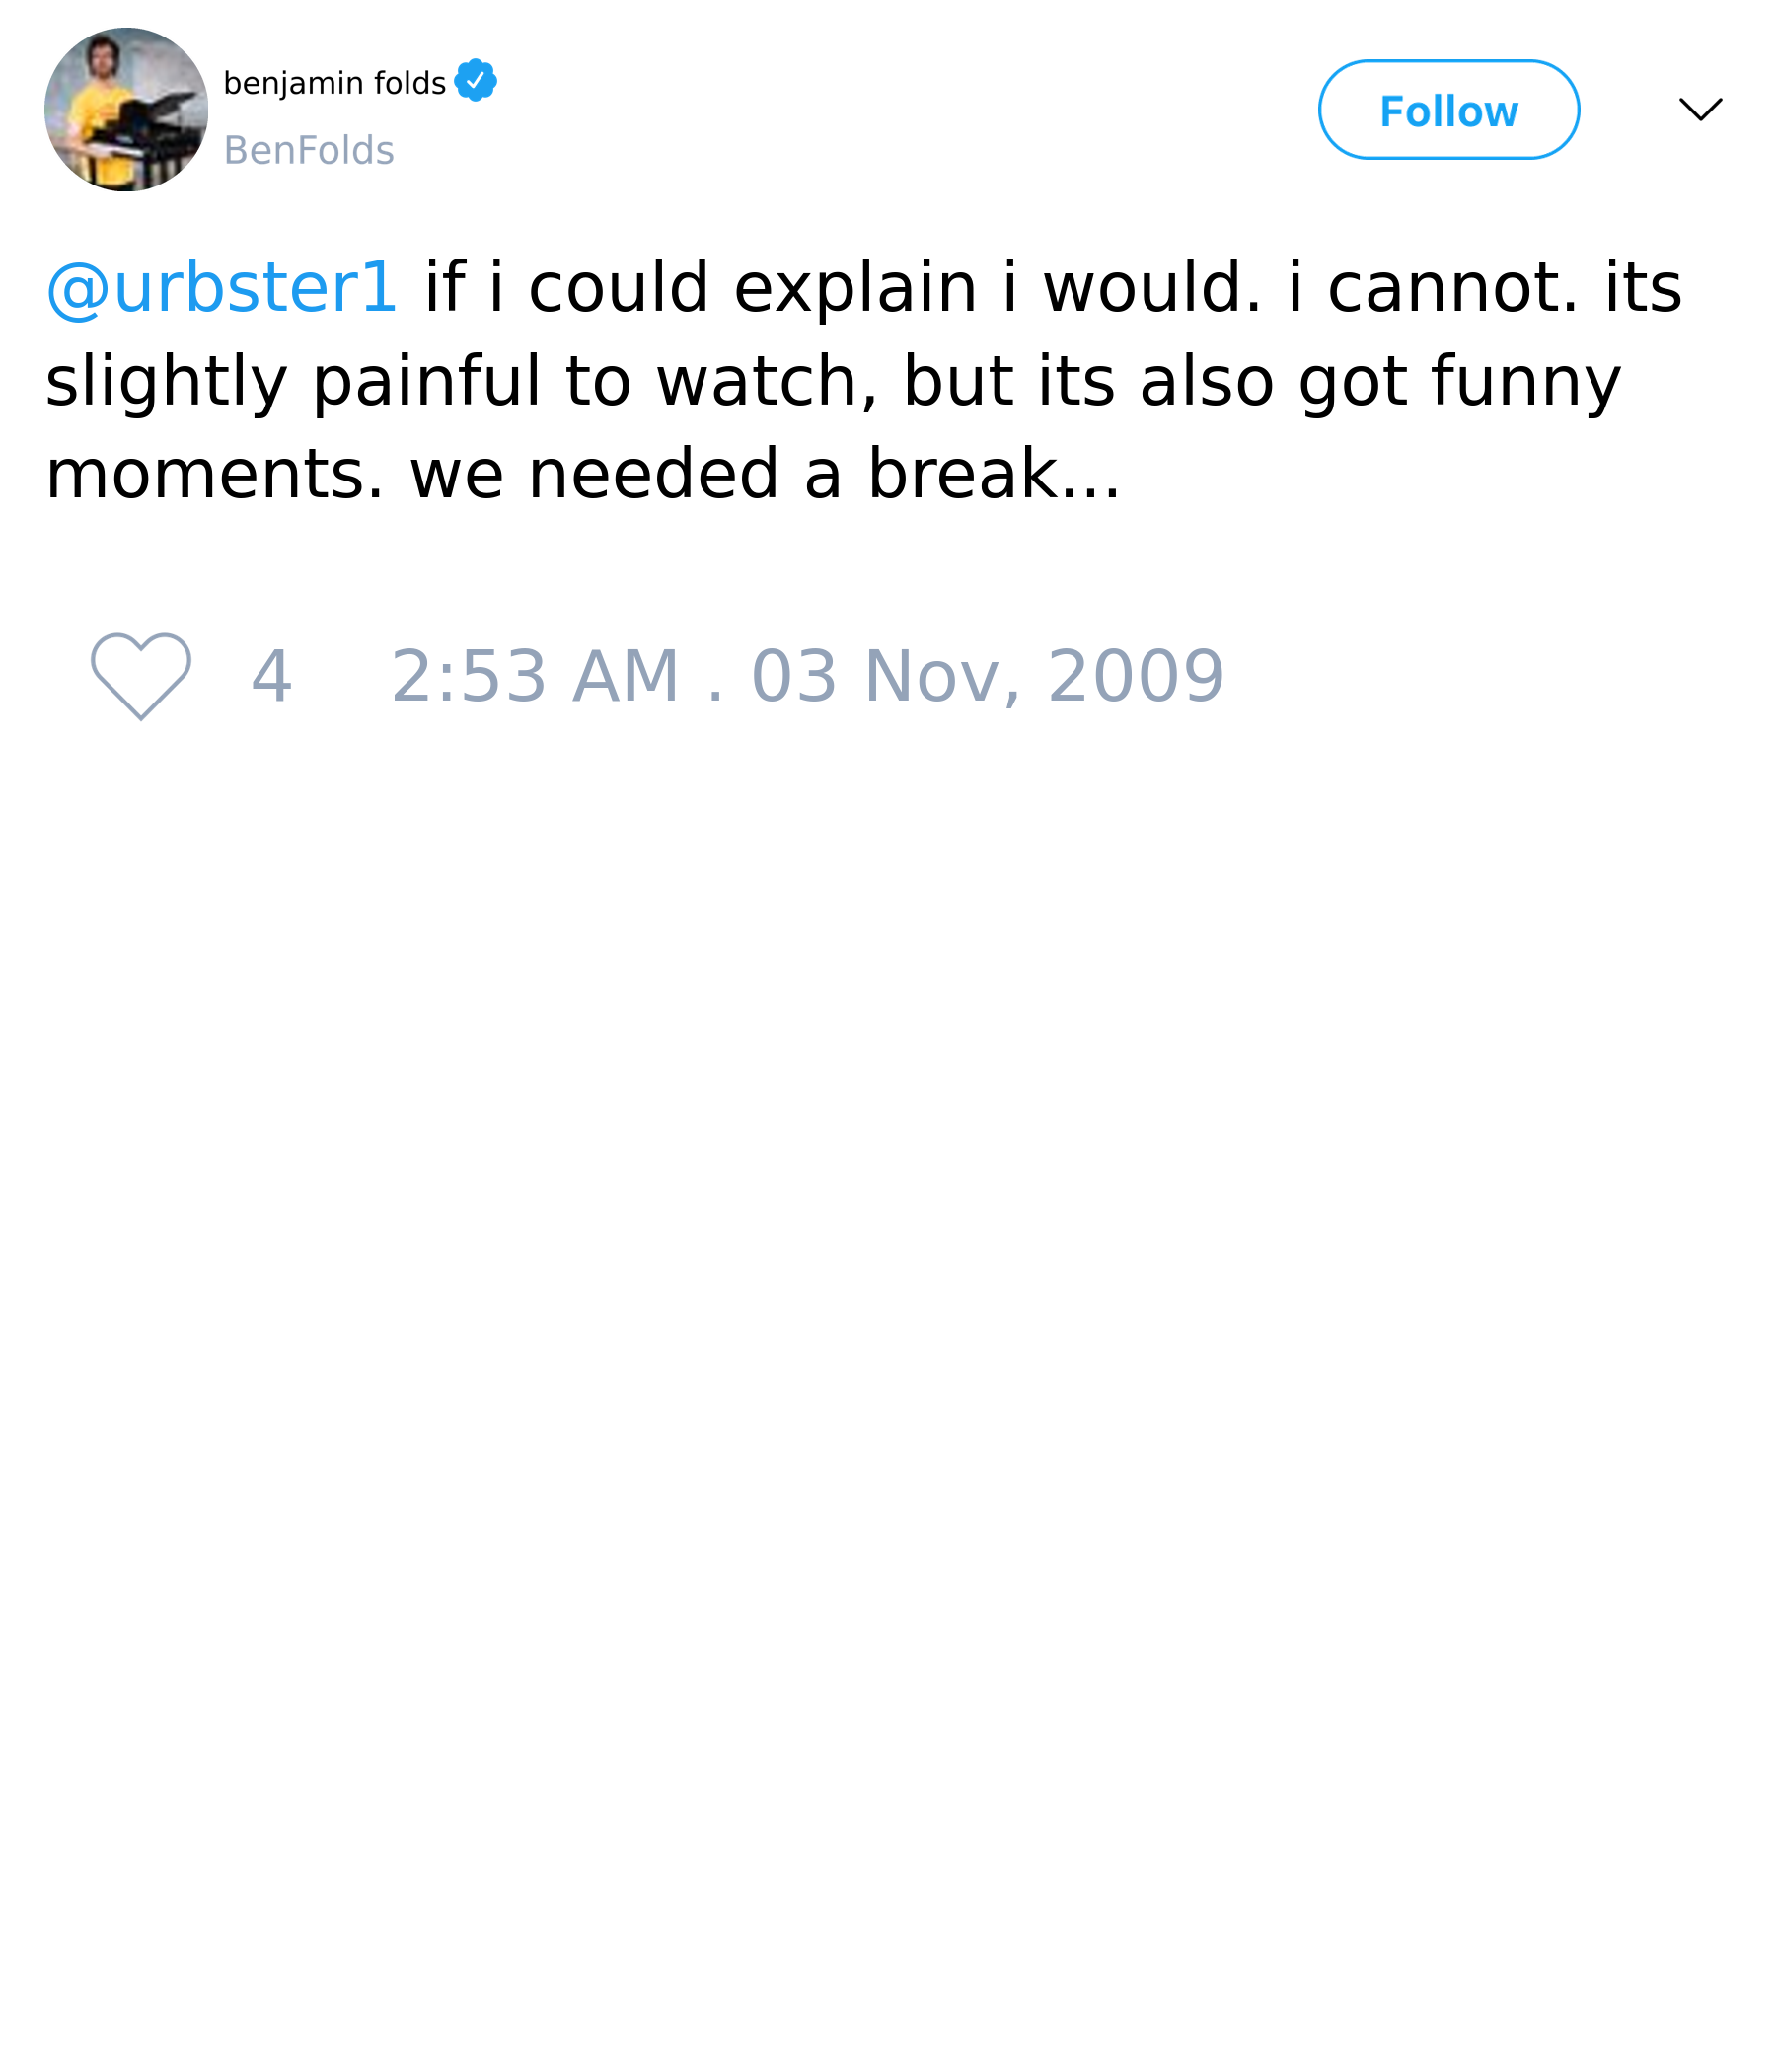 benjamin folds
BenFolds
Follow
@urbster1 if i could explain i would. i cannot. its
slightly painful to watch, but its also got funny
moments. we needed a break...
4 2:53 AM . 03 Nov, 2009